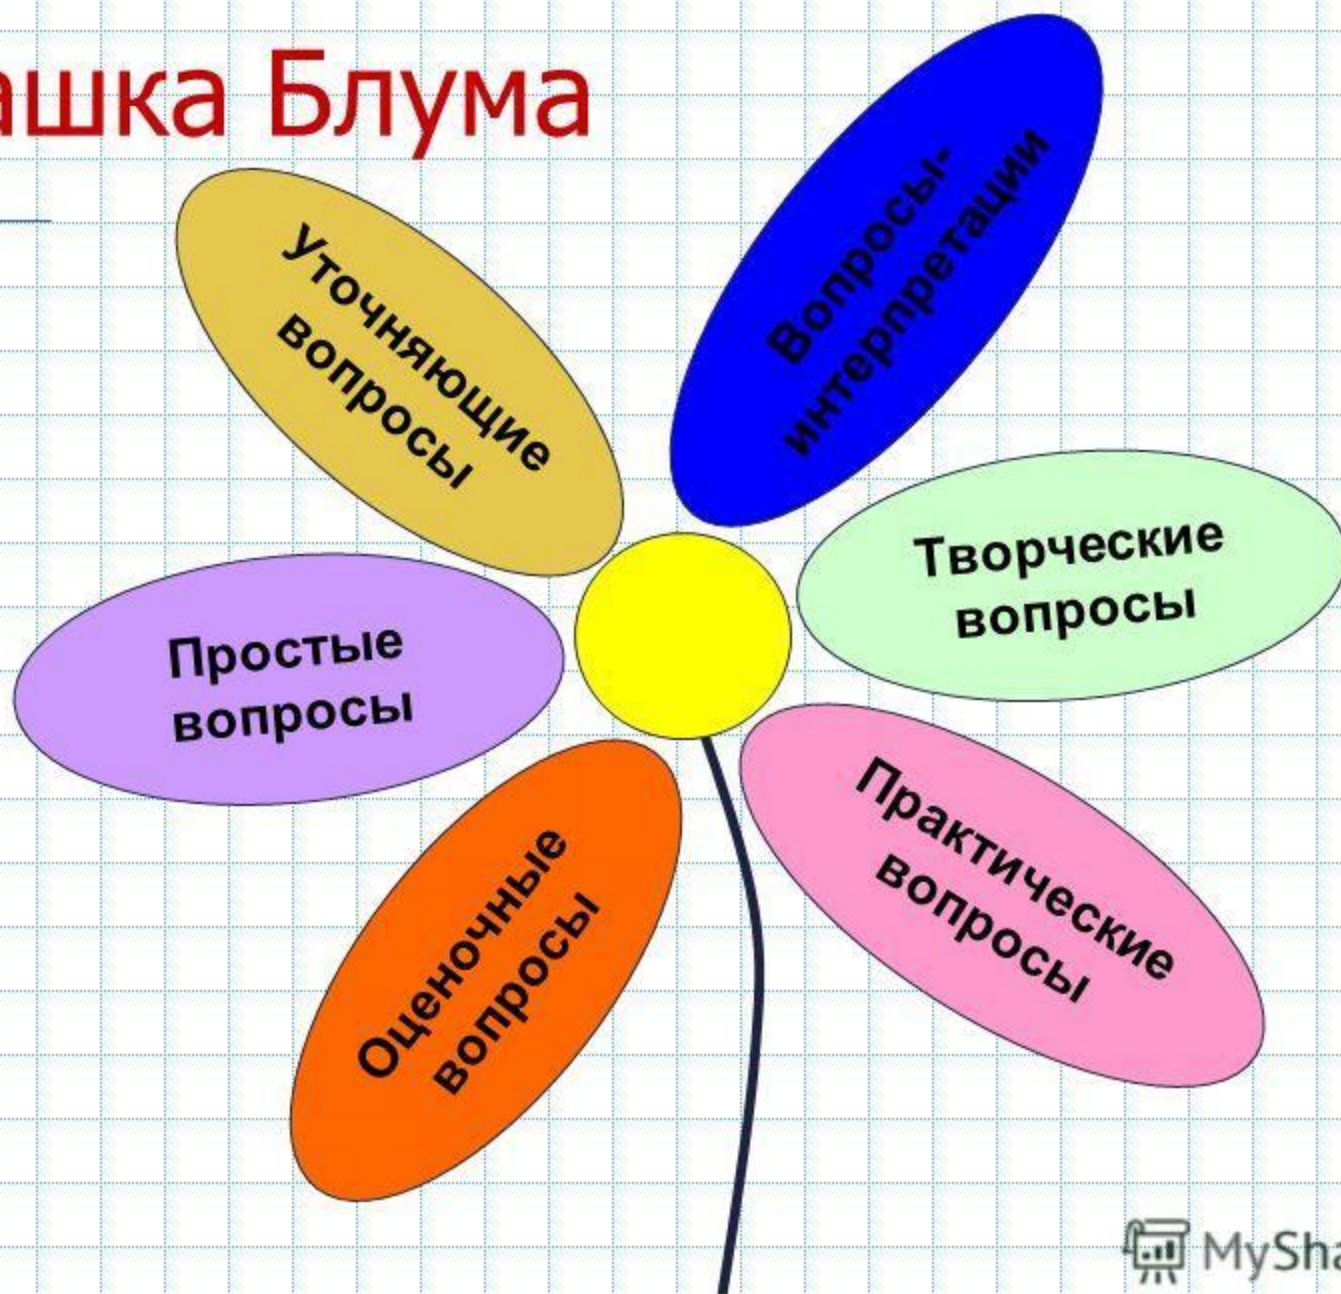 ашка Блума
Уточняющие
вопросы
Вопросы-
интерпретации
Творческие
вопросы
Простые
вопросы
Практические
вопросы
Оценочные
вопросы
MySha